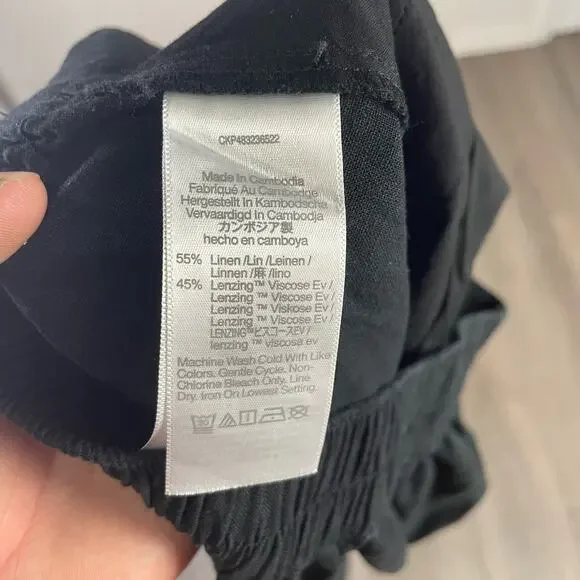 CKP483236522
Made In Cambodia
Fabriqué Au Cambodge
Hergestellt In Kambodscha
Vervaardigd In Cambodja
カンボジア製
hecho en camboya
55% Linen /Lin /Leinen /
Linnen /麻 /lino
45% Lenzing™ Viscose Ev /
Lenzing™ Viscose Ev /
Lenzing ™ Viskose Ev /
Lenzing ™ Viscose Ev /
LENZING™ビスコースEV /
lenzing ™ viscosa ev
Machine Wash Cold With Like
Colors. Gentle Cycle. Non-
Chlorine Bleach Only. Line
Dry. Iron On Lowest Setting.
30